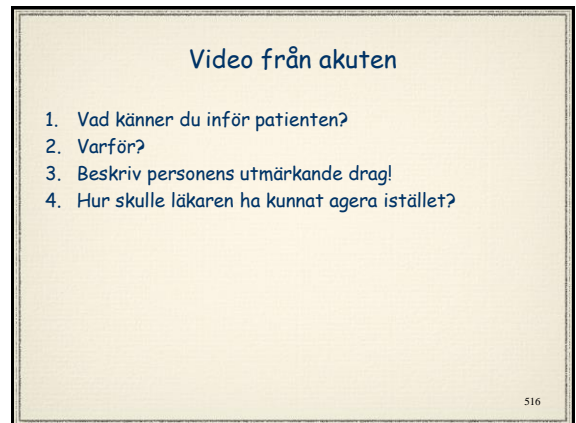 Video från akuten
1. Vad känner du inför patienten?
2. Varför?
3. Beskriv personens utmärkande drag!
4. Hur skulle läkaren ha kunnat agera istället?
516